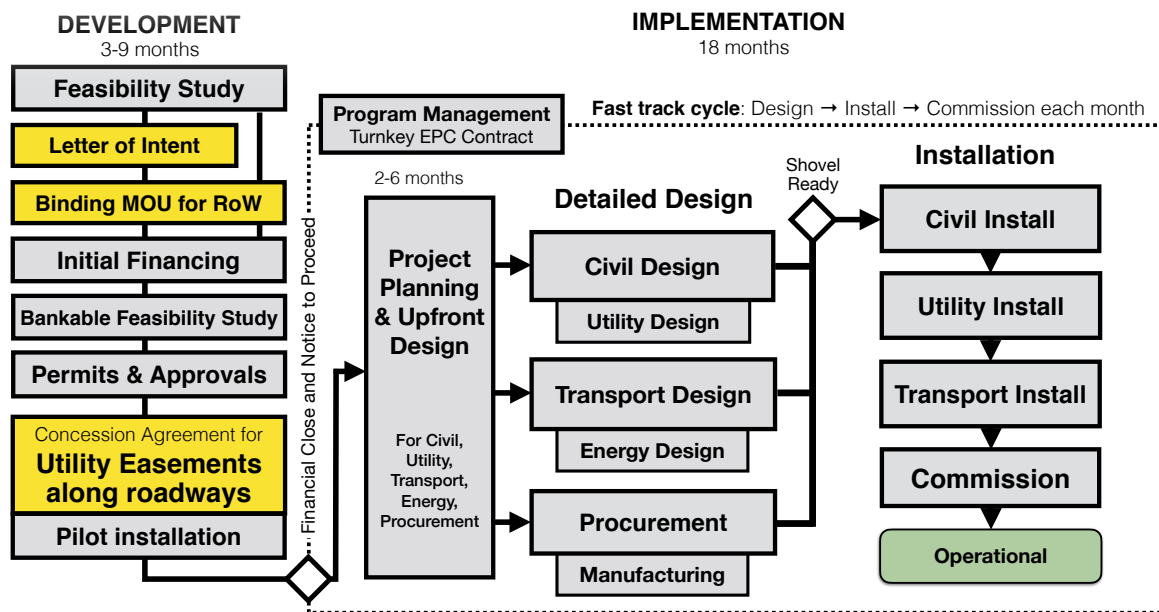 DEVELOPMENT
3-9 months
Feasibility Study
Letter of Intent
Binding MOU for RoW
Initial Financing
Bankable Feasibility Study
Permits & Approvals
Concession Agreement for
Utility Easements
along roadways
Pilot installation
Financial Close and Notice to Proceed
IMPLEMENTATION
18 months
Program Management
Turnkey EPC Contract
Fast track cycle: Design → Install → Commission each month
2-6 months
Project
Planning
& Upfront
Design
For Civil,
Utility,
Transport,
Energy,
Procurement
Detailed Design
Civil Design
Utility Design
Transport Design
Energy Design
Procurement
Manufacturing
Shovel
Ready
Installation
Civil Install
Utility Install
Transport Install
Commission
Operational